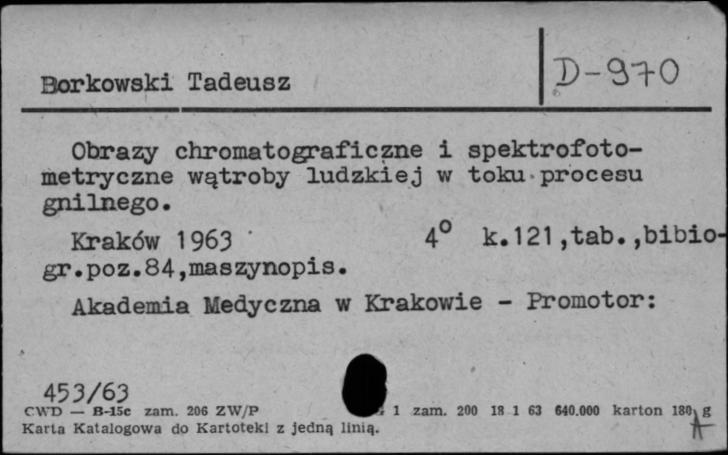 Borkowski Tadeusz
D-970
Obrazy chromatograficzne i spektrofoto-
metryczne wątroby ludzkiej w toku procesu
gnilnego.
Kraków 1963 4° k.121,tab.,bibio-
gr.poz.84,maszynopis.
Akademia Medyczna w Krakowie - Promotor:
453/63
CWD — B-15c zam. 206 ZW/P 1 zam. 200 18 1 63 640.000 karton 180 g
Karta Katalogowa do Kartoteki z jedną linią.
A